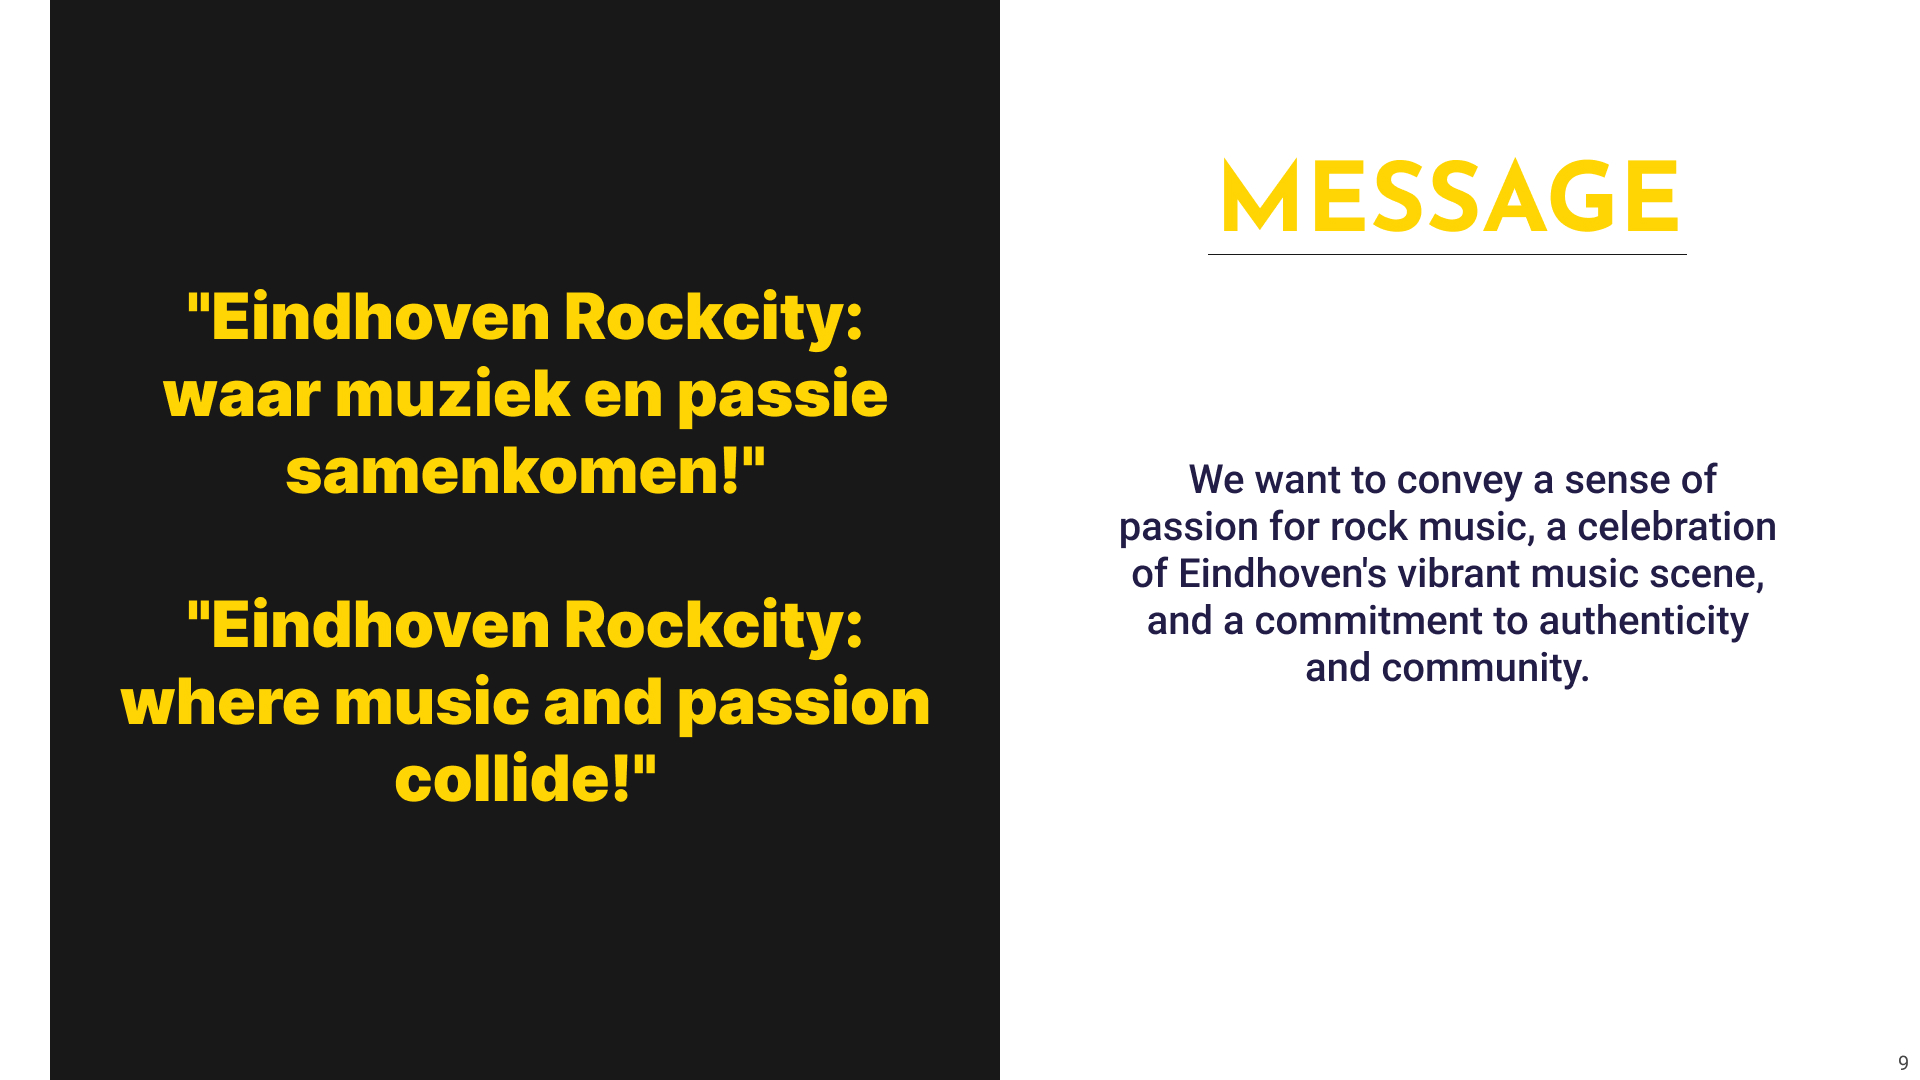 "Eindhoven Rockcity:
waar muziek en passie
samenkomen!"
"Eindhoven Rockcity:
where music and passion
collide!"
MESSAGE
We want to convey a sense of
passion for rock music, a celebration
of Eindhoven's vibrant music scene,
and a commitment to authenticity
and community.
9